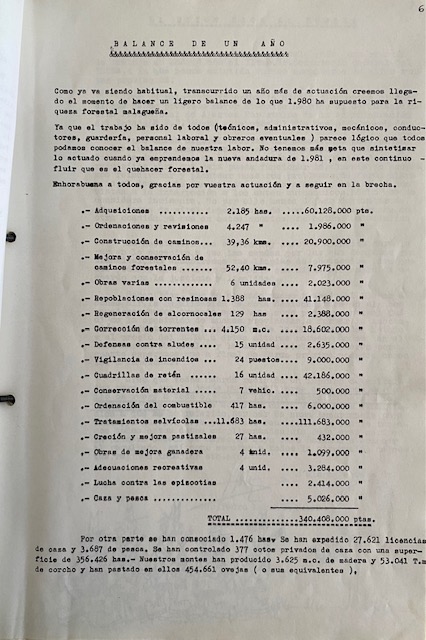 6
BALANCE DE UN AÑO
&&&&&&&&&&&&&&&&&&&&&&&&&&&&&&
Como ya va siendo habitual, transcurrido un año más de actuación creemos llega-
do el momento de hacer un ligero balance de lo que 1.980 ha supuesto para la ri-
queza forestal malagueña.
Ya que el trabajo ha sido de todos (teénicos, administrativos, mecánicos, conduc-
tores, guardería, personal laboral y obreros eventuales ) parece lógico que todos
podamos conocer el balance de nuestra labor. No tenemos más meta que sintetizar
lo actuado cuando ya emprendemos la nueva andadura de 1.981 , en este continuo -
fluir que es el quehacer forestal.
Enhorabuena a todos, gracias por vuestra actuación y a seguir en la brecha.
.- Adqusiciones ........... 2.185 has. .....60.128.000 pts.
.- Ordenaciones y revisiones 4.247 " .... 1.986.000 "
.- Construcción de caminos... 39,36 kms. .... 20.900.000 "
.- Mejora y conservación de
caminos forestales ....... 52,40 kms. .... 7.975.000 "
.- Obras varias ............. 6 unidades .... 2.023.000 "
.- Repoblaciones con resinosas 1.388 has. .... 41.148.000 "
.- Regeneración de alcornocales 129 has .... 2.388.000 "
.- Corrección de torrentes ... 4.150 m.c. .... 18.602.000 "
.- Defensas contra aludes .... 15 unidad .... 2.635.000 "
.- Vigilancia de incendios ... 24 puestos.... 9.000.000 "
.- Cuadrillas de retén ...... 16 unidad .... 42.186.000 "
.- Conservación material ..... 7 vehic. .... 500.000 "
.- Ordenación del combustible 417 has. .... 6.000.000 "
.- Tratamientos selvícolas ...11.683 has. ....111.683.000 "
.- Creción y mejora pastizales 27 has. .... 432.000 "
.- Obras de mejora ganadera 4 unid. .... 1.099.000 "
.- Adecuaciones recreativas 4 unid. .... 3.284.000 "
.- Lucha contra las episootias .... 2.414.000 "
.- Caza y pesca .............. .... 5.026.000 "
TOTAL ..............340.408.000 ptas.
Por otra parte se han consociado 1.476 has. Se han expedido 27.621 licencias
de caza y 3.687 de pesca. Se han controlado 377 cotos privados de caza con una super-
ficie de 356.426 has.- Nuestros montes han producido 3.625 m.c. de madera y 53.041 T.m
de corcho y han pastado en ellos 454.661 ovejas ( o sus equivalentes ).